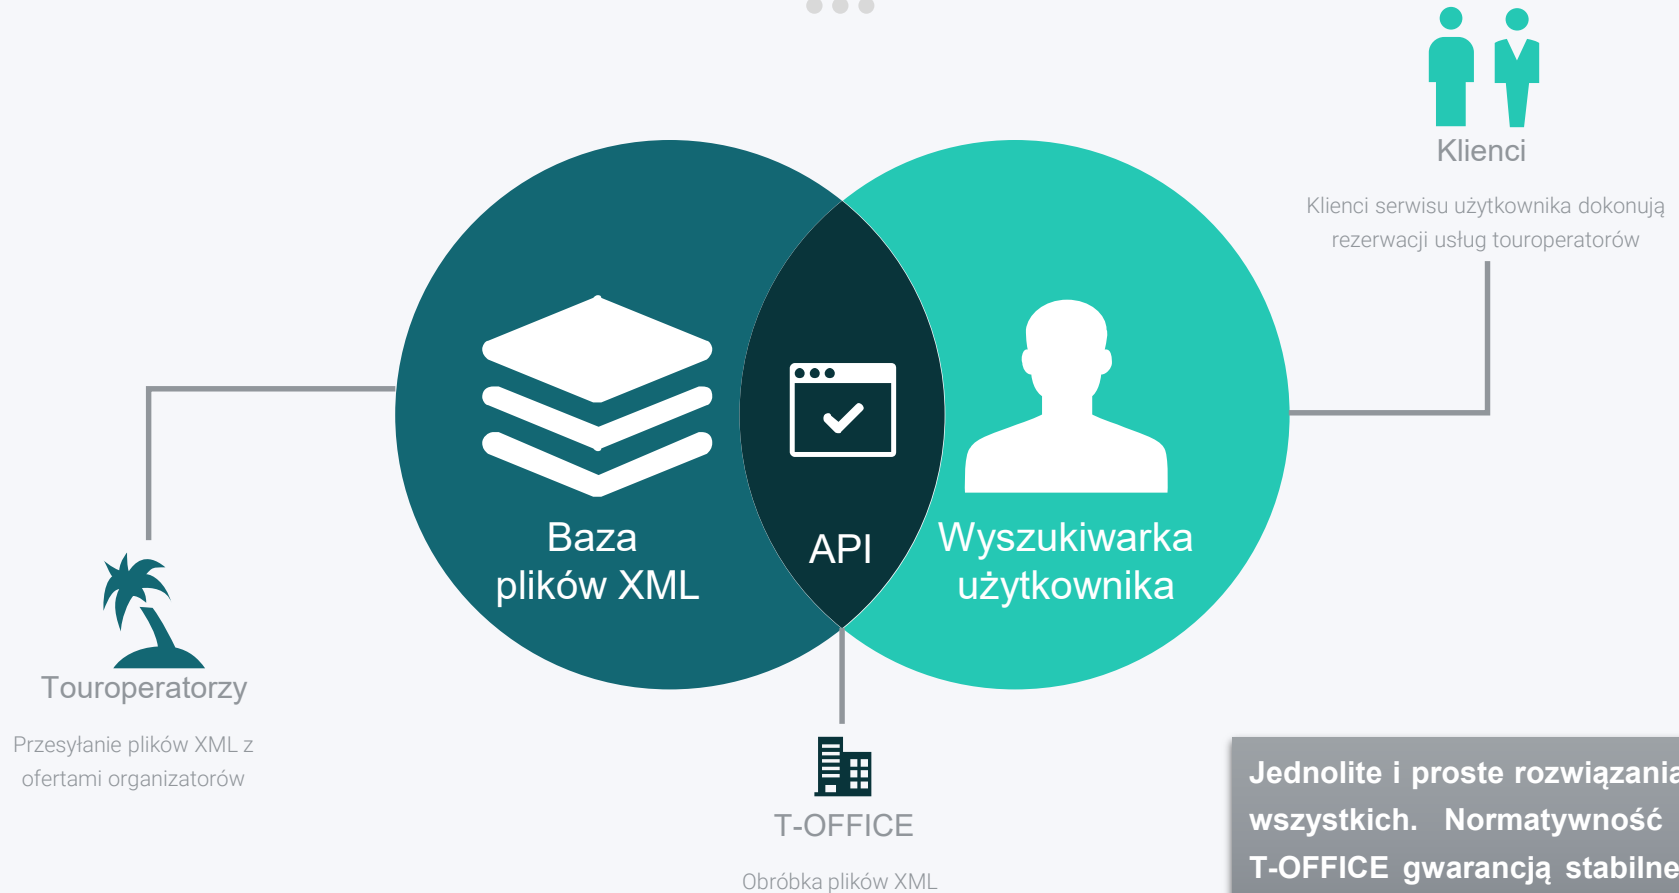 Klienci
Klienci serwisu użytkownika dokonują
rezerwacji usług touroperatorów
Baza
plików XML
API
Wyszukiwarka
użytkownika
Touroperatorzy
Przesyłanie plików XML z
ofertami organizatorów
T-OFFICE
Obróbka plików XML
Jednolite i proste rozwiązania
wszystkich. Normatywność
T-OFFICE gwarancją